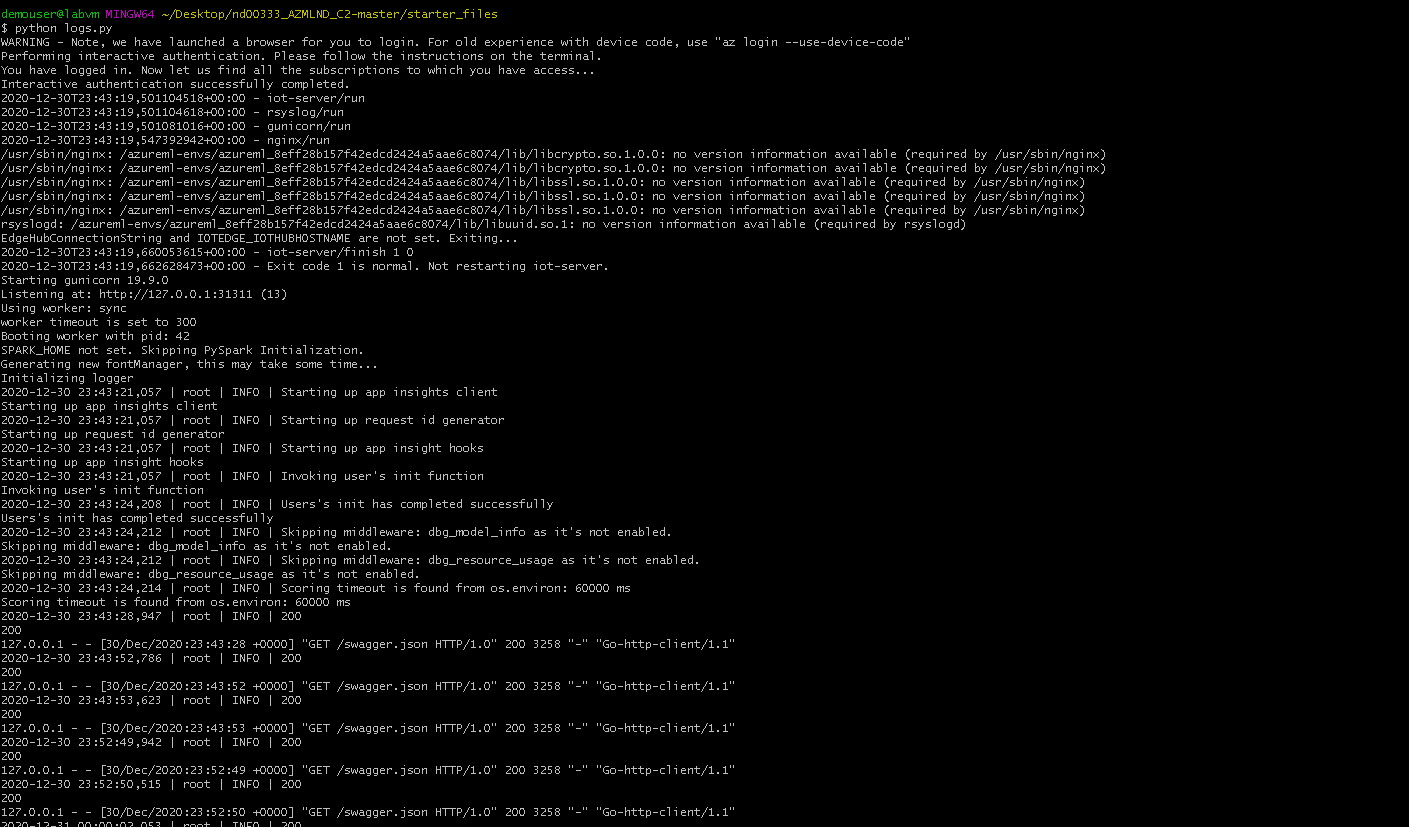 demouser@labvm MINGW64 ~/Desktop/nd00333_AZMLND_C2-master/starter_files
$ python logs.py
WARNING - Note, we have launched a browser for you to login. For old experience with device code, use "az login --use-device-code"
Performing interactive authentication. Please follow the instructions on the terminal.
You have logged in. Now let us find all the subscriptions to which you have access...
Interactive authentication successfully completed.
2020-12-30T23:43:19,501104518+00:00 - iot-server/run
2020-12-30T23:43:19,501104618+00:00 - rsyslog/run
2020-12-30T23:43:19,501081016+00:00 - gunicorn/run
2020-12-30T23:43:19,547392942+00:00 - nginx/run
/usr/sbin/nginx: /azureml-envs/azureml_8eff28b157f42edcd2424a5aae6c8074/lib/libcrypto.so.1.0.0: no version information available (required by /usr/sbin/nginx)
/usr/sbin/nginx: /azureml-envs/azureml_8eff28b157f42edcd2424a5aae6c8074/lib/libcrypto.so.1.0.0: no version information available (required by /usr/sbin/nginx)
/usr/sbin/nginx: /azureml-envs/azureml_8eff28b157f42edcd2424a5aae6c8074/lib/libssl.so.1.0.0: no version information available (required by /usr/sbin/nginx)
/usr/sbin/nginx: /azureml-envs/azureml_8eff28b157f42edcd2424a5aae6c8074/lib/libssl.so.1.0.0: no version information available (required by /usr/sbin/nginx)
/usr/sbin/nginx: /azureml-envs/azureml_8eff28b157f42edcd2424a5aae6c8074/lib/libssl.so.1.0.0: no version information available (required by /usr/sbin/nginx)
rsyslogd: /azureml-envs/azureml_8eff28b157f42edcd2424a5aae6c8074/lib/libuuid.so.1: no version information available (required by rsyslogd)
EdgeHubConnectionString and IOTEDGE_IOTHUBHOSTNAME are not set. Exiting...
2020-12-30T23:43:19,660053615+00:00 - iot-server/finish 1 0
2020-12-30T23:43:19,662628473+00:00 - Exit code 1 is normal. Not restarting iot-server.
Starting gunicorn 19.9.0
Listening at: http://127.0.0.1:31311 (13)
Using worker: sync
worker timeout is set to 300
Booting worker with pid: 42
SPARK_HOME not set. Skipping PySpark Initialization.
Generating new fontManager, this may take some time...
Initializing logger
2020-12-30 23:43:21,057 | root | INFO | Starting up app insights client
Starting up app insights client
2020-12-30 23:43:21,057 | root | INFO | Starting up request id generator
Starting up request id generator
2020-12-30 23:43:21,057 | root | INFO | Starting up app insight hooks
Starting up app insight hooks
2020-12-30 23:43:21,057 | root | INFO | Invoking user's init function
Invoking user's init function
2020-12-30 23:43:24,208 | root | INFO | Users's init has completed successfully
Users's init has completed successfully
2020-12-30 23:43:24,212 | root | INFO | Skipping middleware: dbg_model_info as it's not enabled.
Skipping middleware: dbg_model_info as it's not enabled.
2020-12-30 23:43:24,212 | root | INFO | Skipping middleware: dbg_resource_usage as it's not enabled.
Skipping middleware: dbg_resource_usage as it's not enabled.
2020-12-30 23:43:24,214 | root | INFO | Scoring timeout is found from os.environ: 60000 ms
Scoring timeout is found from os.environ: 60000 ms
2020-12-30 23:43:28,947 | root | INFO | 200
200
127.0.0.1 - - [30/Dec/2020:23:43:28 +0000] "GET /swagger.json HTTP/1.0" 200 3258 "-" "Go-http-client/1.1"
2020-12-30 23:43:52,786 | root | INFO | 200
200
127.0.0.1 - - [30/Dec/2020:23:43:52 +0000] "GET /swagger.json HTTP/1.0" 200 3258 "-" "Go-http-client/1.1"
2020-12-30 23:43:53,623 | root | INFO | 200
200
127.0.0.1 - - [30/Dec/2020:23:43:53 +0000] "GET /swagger.json HTTP/1.0" 200 3258 "-" "Go-http-client/1.1"
2020-12-30 23:52:49,942 | root | INFO | 200
200
127.0.0.1 - - [30/Dec/2020:23:52:49 +0000] "GET /swagger.json HTTP/1.0" 200 3258 "-" "Go-http-client/1.1"
2020-12-30 23:52:50,515 | root | INFO | 200
200
127.0.0.1 - - [30/Dec/2020:23:52:50 +0000] "GET /swagger.json HTTP/1.0" 200 3258 "-" "Go-http-client/1.1"
2020-12-31 00:00:02,053 | root | INFO | 200